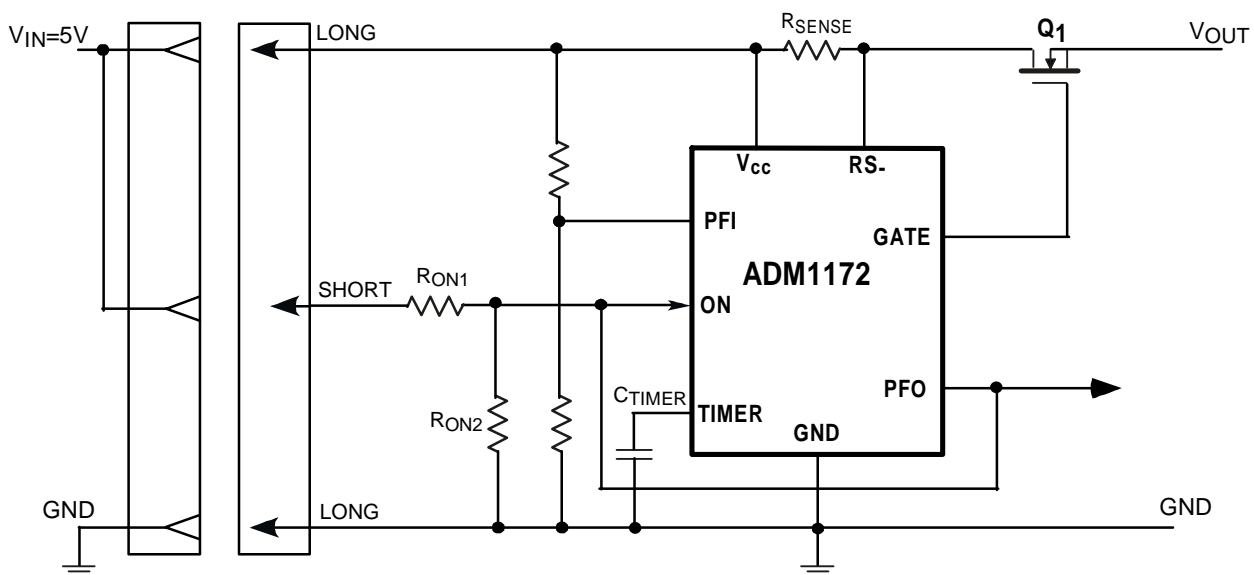 VIN=5V
LONG
RSENSE
Q1
VOUT
Vcc
RS-
PFI
GATE
ADM1172
SHORT
RON1
ON
PFO
CTIMER
TIMER
RON2
GND
GND
LONG
GND